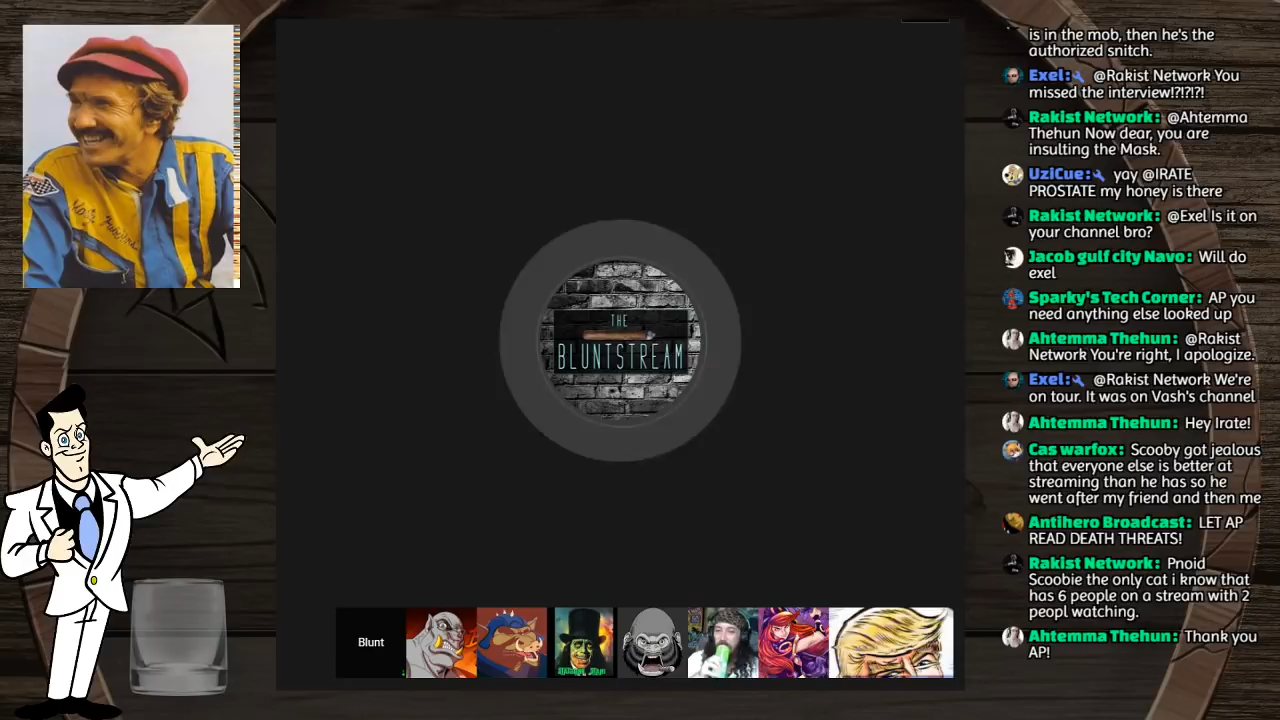 THE
BLUNTSTREAM
Blunt
is in the mob, then he's the
authorized snitch.
Exel: @Rakist Network You
missed the interview!?!?!?!
Rakist Network: @Ahtemma
Thehun Now dear, you are
insulting the Mask.
UziCue: yay @IRATE
PROSTATE my honey is there
Rakist Network: @Exel Is it on
your channel bro?
Jacob gulf city Navo: Will do
exel
Sparky's Tech Corner: AP you
need anything else looked up
Ahtemma Thehun: @Rakist
Network You're right, I apologize.
Exel: @Rakist Network We're
on tour. It was on Vash's channel
Ahtemma Thehun: Hey Irate!
Cas warfox: Scooby got jealous
that everyone else is better at
streaming than he has so he
went after my friend and then me
Antihero Broadcast: LET AP
READ DEATH THREATS!
Rakist Network: Pnoid
Scoobie the only cat i know that
has 6 people on a stream with 2
peopl watching.
Ahtemma Thehun: Thank you
AP!